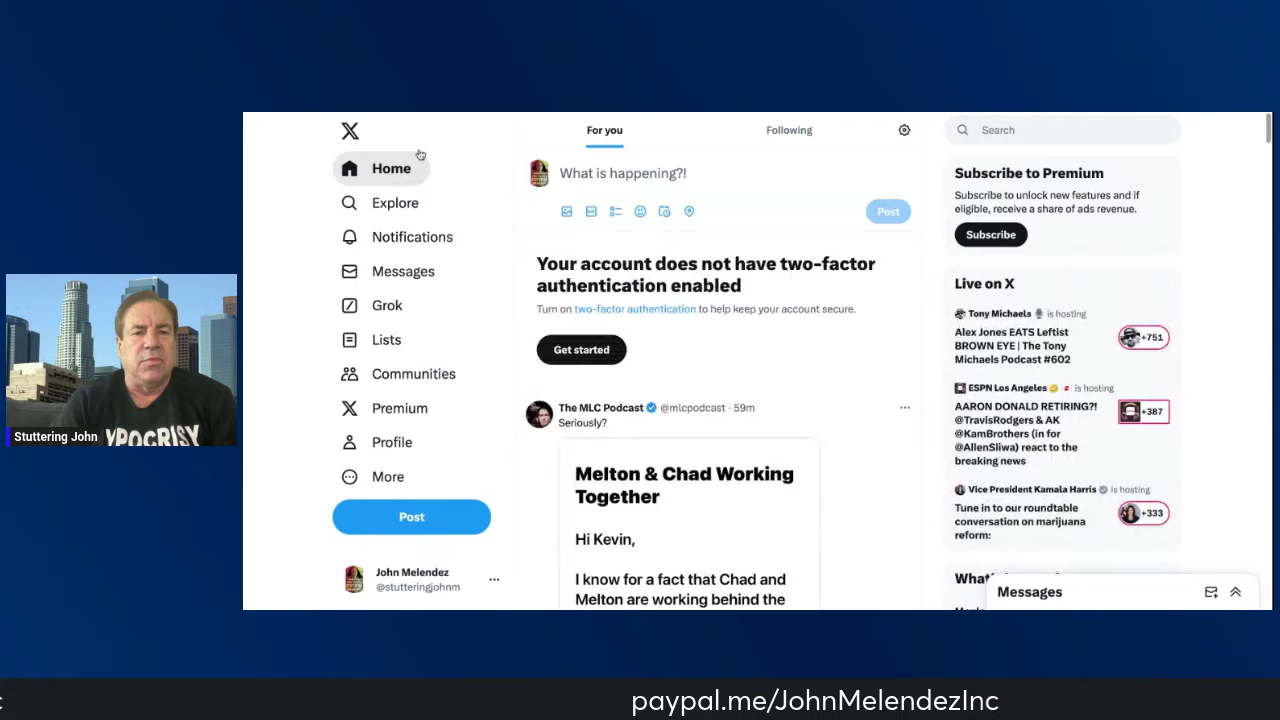 Home
Explore
Notifications
Messages
Grok
Lists
Communities
Premium
Profile
More
Post
John Melendez
@stutteringjohnm
For you
Following
What is happening?!
Post
Your account does not have two-factor
authentication enabled
Turn on two-factor authentication to help keep your account secure.
Get started
The MLC Podcast @mlcpodcast · 59m
Seriously?
Melton & Chad Working
Together
Hi Kevin,
I know for a fact that Chad and
Melton are working behind the
Search
Subscribe to Premium
Subscribe to unlock new features and if
eligible, receive a share of ads revenue.
Subscribe
Live on X
Tony Michaels is hosting
Alex Jones EATS Leftist
BROWN EYE | The Tony
Michaels Podcast #602
+751
ESPN Los Angeles is hosting
AARON DONALD RETIRING?!
@TravisRodgers & AK
@KamBrothers (in for
@AllenSliwa) react to the
breaking news
+387
Vice President Kamala Harris is hosting
Tune in to our roundtable
conversation on marijuana
reform:
+333
Messages
Stuttering John
paypal.me/JohnMelendezInc